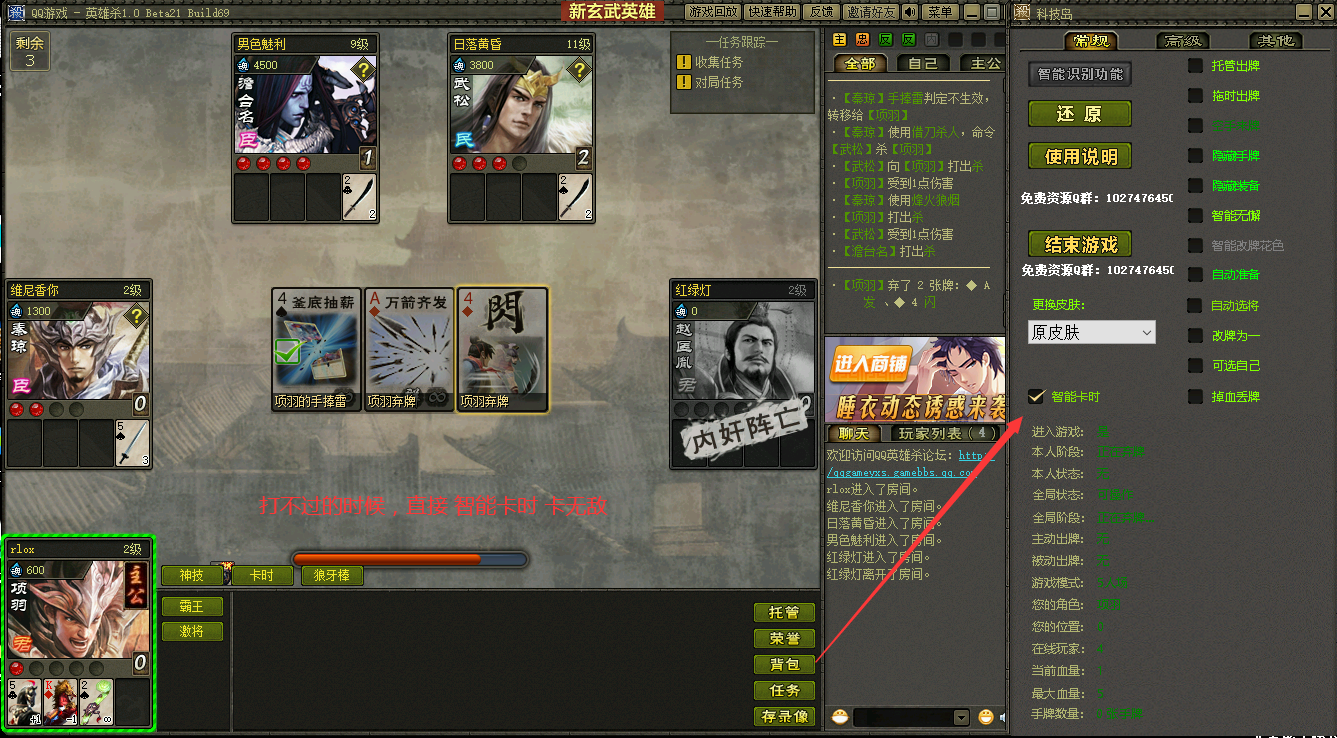 QQ游戏 - 英雄杀1.0 Beta21 Build69
新玄武英雄
游戏回放
快速帮助
反馈
邀请好友
菜单
剩余
3
男色魅利 9级
4500
?
澹台名
臣
1
2
2
日落黄昏 11级
3800
?
武松
民
2
2
2
—任务跟踪—
! 收集任务
! 对局任务
维尼香你 2级
1300
?
秦琼
臣
0
5
3
4 釜底抽薪
项羽的手捧雷
A 万箭齐发
项羽弃牌
4 闪
项羽弃牌
红绿灯 2级
0
赵匡胤
君
0
内奸阵亡
打不过的时候，直接 智能卡时 卡无敌
rlox 2级
600
主公
项羽
君
0
5
+1
K
-1
2
∞
神技
卡时
狼牙棒
霸王
激将
托管
荣誉
背包
任务
存录像
主 忠 反 反 内
全部
自己
主公
·【秦琼】手捧雷判定不生效,
转移给【项羽】
·【秦琼】使用借刀杀人, 命令
【武松】杀【项羽】
·【武松】向【项羽】打出杀
·【项羽】受到1点伤害
·【秦琼】使用烽火狼烟
·【项羽】打出杀
·【武松】受到1点伤害
·【澹台名】打出杀
·【项羽】弃了 2 张牌: ◆ A
发 、◆ 4 闪
进入商铺
睡衣动态诱惑来袭
聊天
玩家列表 ( 4 )
欢迎访问QQ英雄杀论坛: http:
/qqgameyxs.gamebbs.qq.co
rlox进入了房间。
维尼香你进入了房间。
日落黄昏进入了房间。
男色魅利进入了房间。
红绿灯进入了房间。
红绿灯离开了房间。
科技岛
常规
高级
其他
智能识别功能
还 原
使用说明
免费资源Q群: 1027476450
结束游戏
免费资源Q群: 102747645
更换皮肤:
原皮肤
智能卡时
托管出牌
拖时出牌
隐藏手牌
隐藏装备
智能无懈
智能改牌花色
自动准备
自动选将
改牌为一
可选自己
掉血丢牌
进入游戏:
本人阶段:
本人状态:
全局状态:
全局阶段:
主动出牌:
被动出牌:
游戏模式:
您的角色:
您的位置:
在线玩家:
当前血量:
最大血量:
手牌数量: